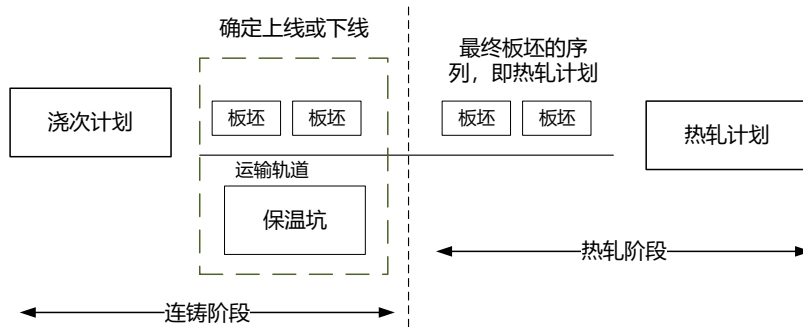 确定上线或下线
最终板坯的序
列，即热轧计划
浇次计划
板坯
板坯
板坯
板坯
热轧计划
运输轨道
保温坑
热轧阶段
连铸阶段